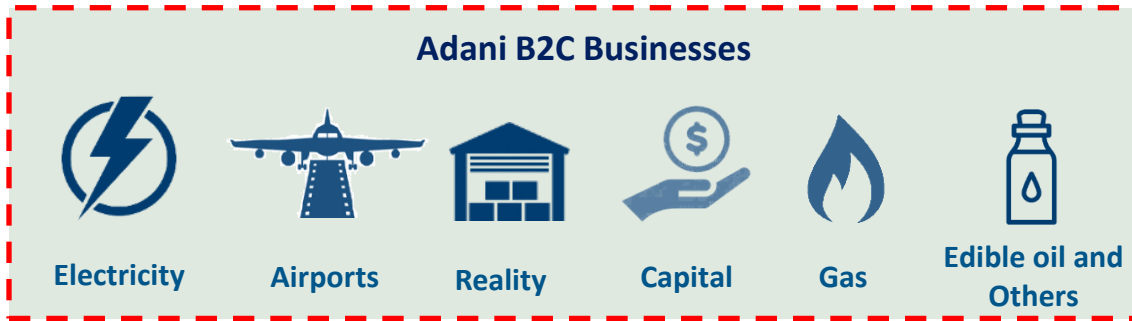 Adani B2C Businesses
$
Electricity
Airports
Reality
Capital
Gas
Edible oil and
Others